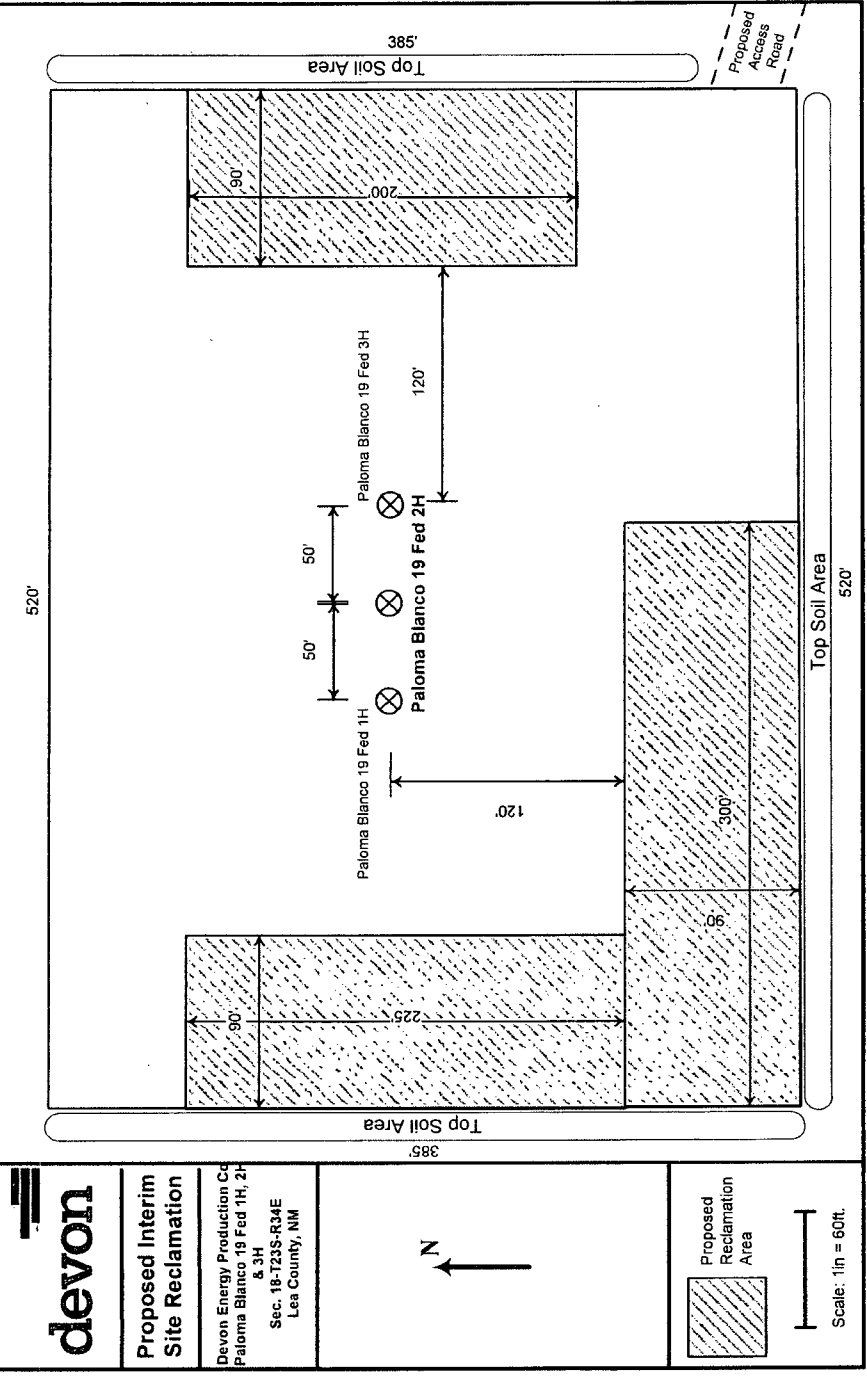 devon
Proposed Interim
Site Reclamation
Devon Energy Production Co
Paloma Blanco 19 Fed 1H, 2H
& 3H
Sec. 18-T23S-R34E
Lea County, NM
N
Proposed
Reclamation
Area
Scale: 1in = 60ft.
520'
385'
Top Soil Area
90'
225'
50'
50'
Paloma Blanco 19 Fed 1H
Paloma Blanco 19 Fed 2H
Paloma Blanco 19 Fed 3H
120'
120'
90'
200'
Top Soil Area
385'
300'
90'
Top Soil Area
520'
Proposed
Access
Road